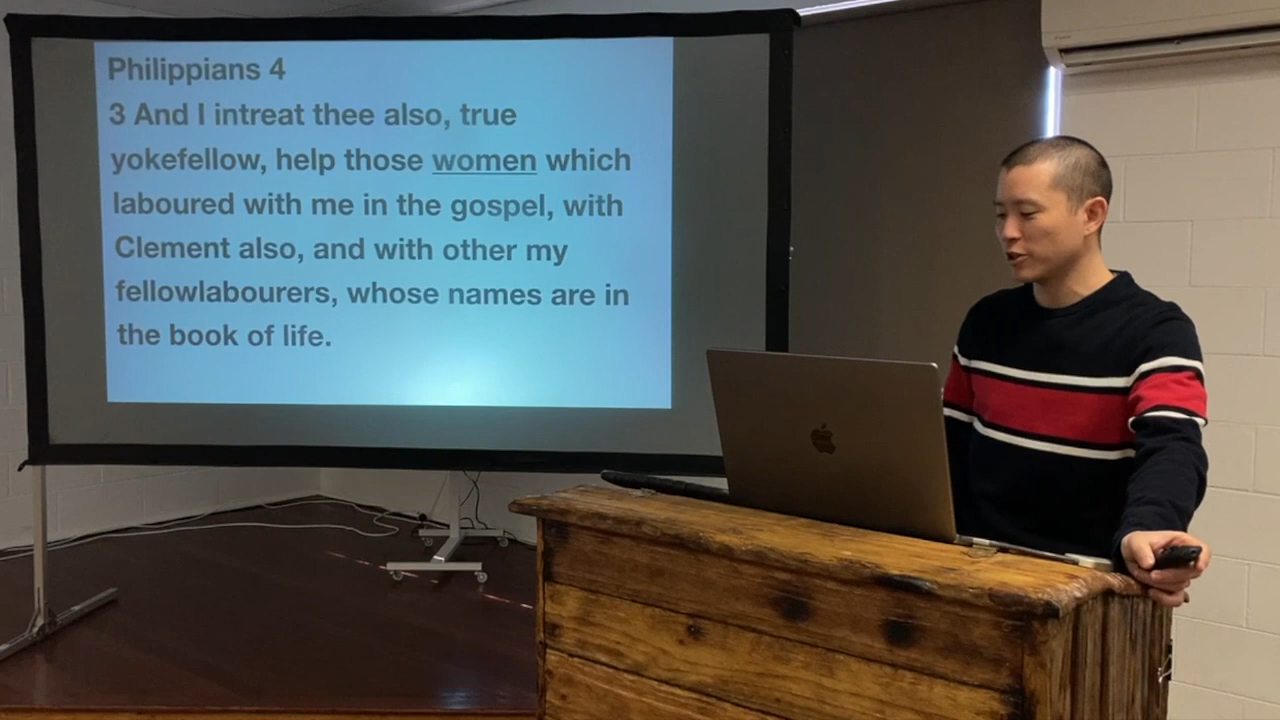 Philippians 4
3 And I intreat thee also, true
yokefellow, help those women which
laboured with me in the gospel, with
Clement also, and with other my
fellowlabourers, whose names are in
the book of life.